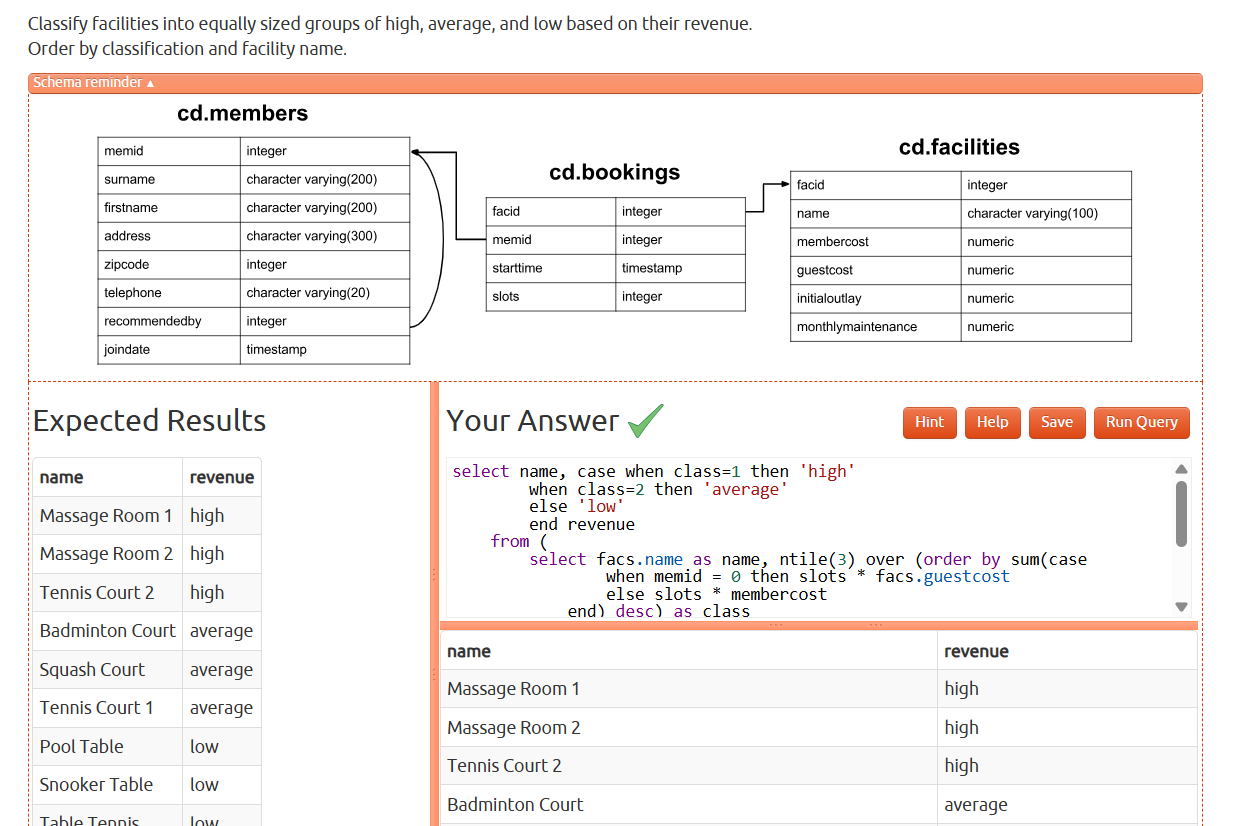 Classify facilities into equally sized groups of high, average, and low based on their revenue.
Order by classification and facility name.
Schema reminder ▲
cd.members
memid integer
surname character varying(200)
firstname character varying(200)
address character varying(300)
zipcode integer
telephone character varying(20)
recommendedby integer
joindate timestamp
cd.bookings
facid integer
memid integer
starttime timestamp
slots integer
cd.facilities
facid integer
name character varying(100)
membercost numeric
guestcost numeric
initialoutlay numeric
monthlymaintenance numeric
Expected Results
name revenue
Massage Room 1 high
Massage Room 2 high
Tennis Court 2 high
Badminton Court average
Squash Court average
Tennis Court 1 average
Pool Table low
Snooker Table low
Table Tennis low
Your Answer
Hint Help Save Run Query
select name, case when class=1 then 'high'
when class=2 then 'average'
else 'low'
end revenue
from (
select facs.name as name, ntile(3) over (order by sum(case
when memid = 0 then slots * facs.guestcost
else slots * membercost
end) desc) as class
name revenue
Massage Room 1 high
Massage Room 2 high
Tennis Court 2 high
Badminton Court average